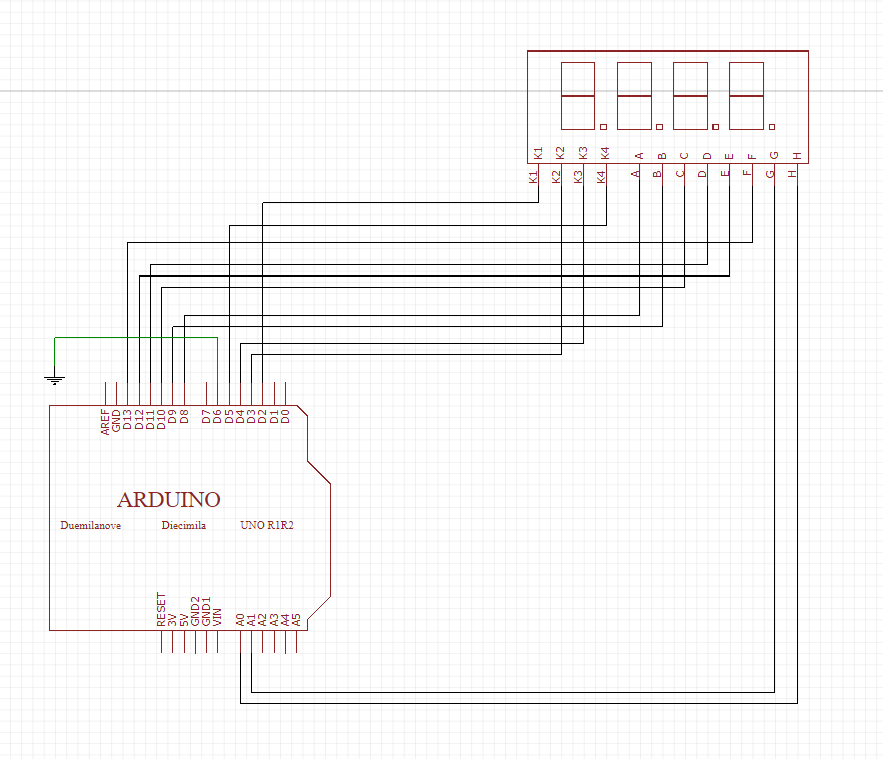 K1 K2 K3 K4 A B C D E F G H
K1 K2 K3 K4 A B C D E F G H
AREF GND D13 D12 D11 D10 D9 D8 D7 D6 D5 D4 D3 D2 D1 D0
ARDUINO
Duemilanove Diecimila UNO R1R2
RESET 3V 5V GND2 GND1 VIN A0 A1 A2 A3 A4 A5